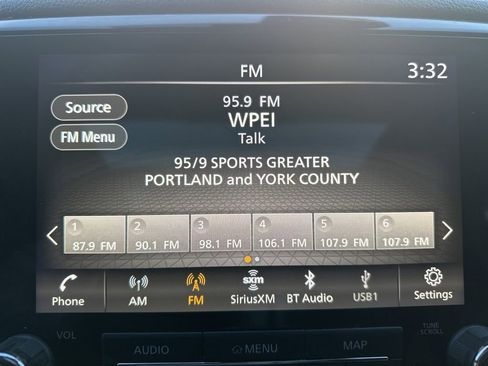 FM
3:32
Source
95.9 FM
FM Menu
WPEI
Talk
95/9 SPORTS GREATER
PORTLAND and YORK COUNTY
1 2 3 4 5 6
87.9 FM 90.1 FM 98.1 FM 106.1 FM 107.9 FM 107.9 FM
sxm
Phone AM FM SiriusXM BT Audio USB1 Settings
VOL
AUDIO MENU MAP
TUNE
SCROLL